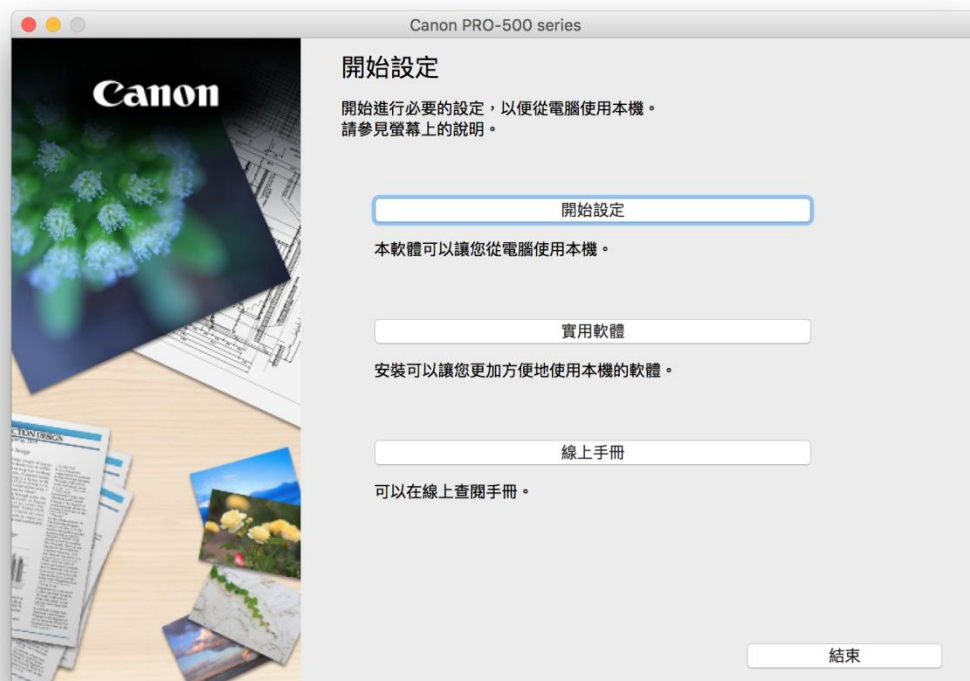 Canon PRO-500 series
Canon
開始設定
開始進行必要的設定，以便從電腦使用本機。
請參見螢幕上的說明。
開始設定
本軟體可以讓您從電腦使用本機。
實用軟體
安裝可以讓您更加方便地使用本機的軟體。
線上手冊
可以在線上查閱手冊。
結束